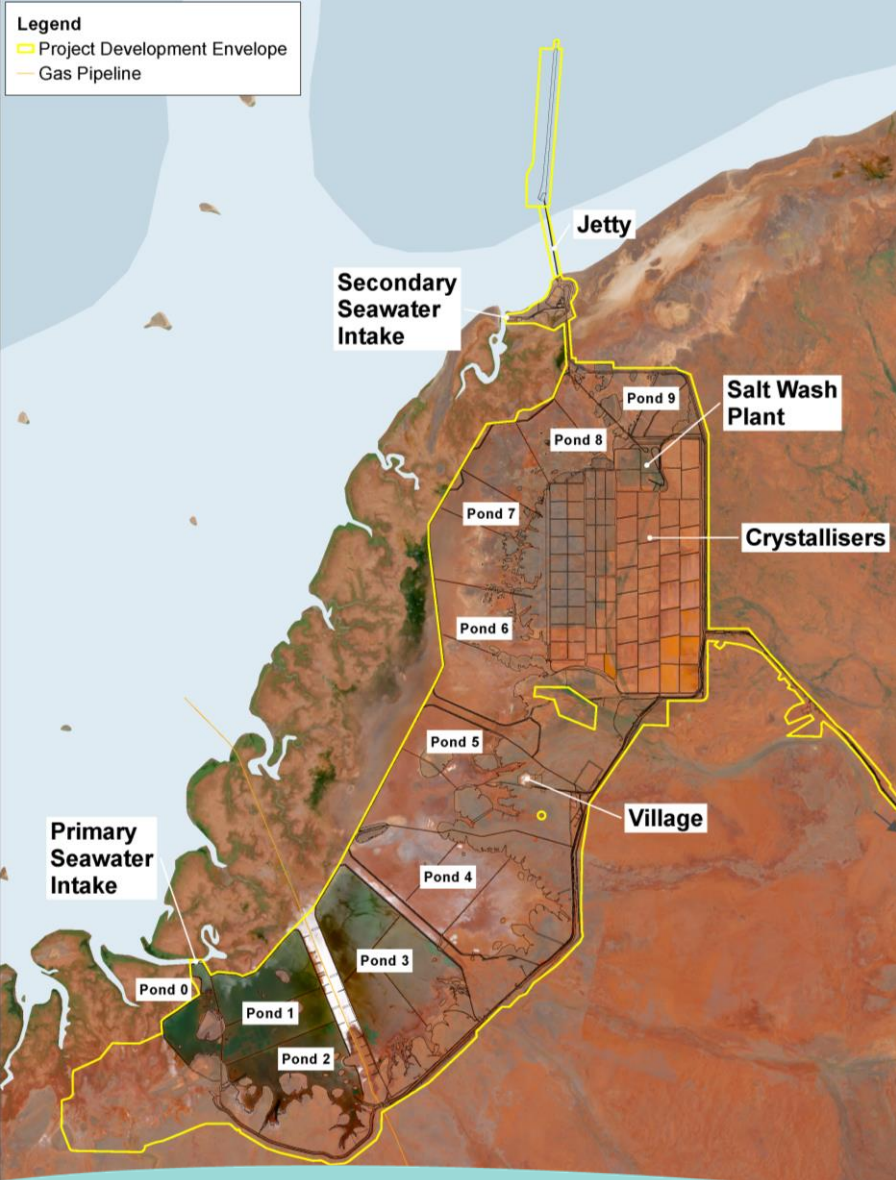 Legend
Project Development Envelope
Gas Pipeline
Jetty
Secondary
Seawater
Intake
Salt Wash
Plant
Pond 9
Pond 8
Pond 7
Crystallisers
Pond 6
Pond 5
Village
Primary
Seawater
Intake
Pond 4
Pond 3
Pond 0
Pond 1
Pond 2